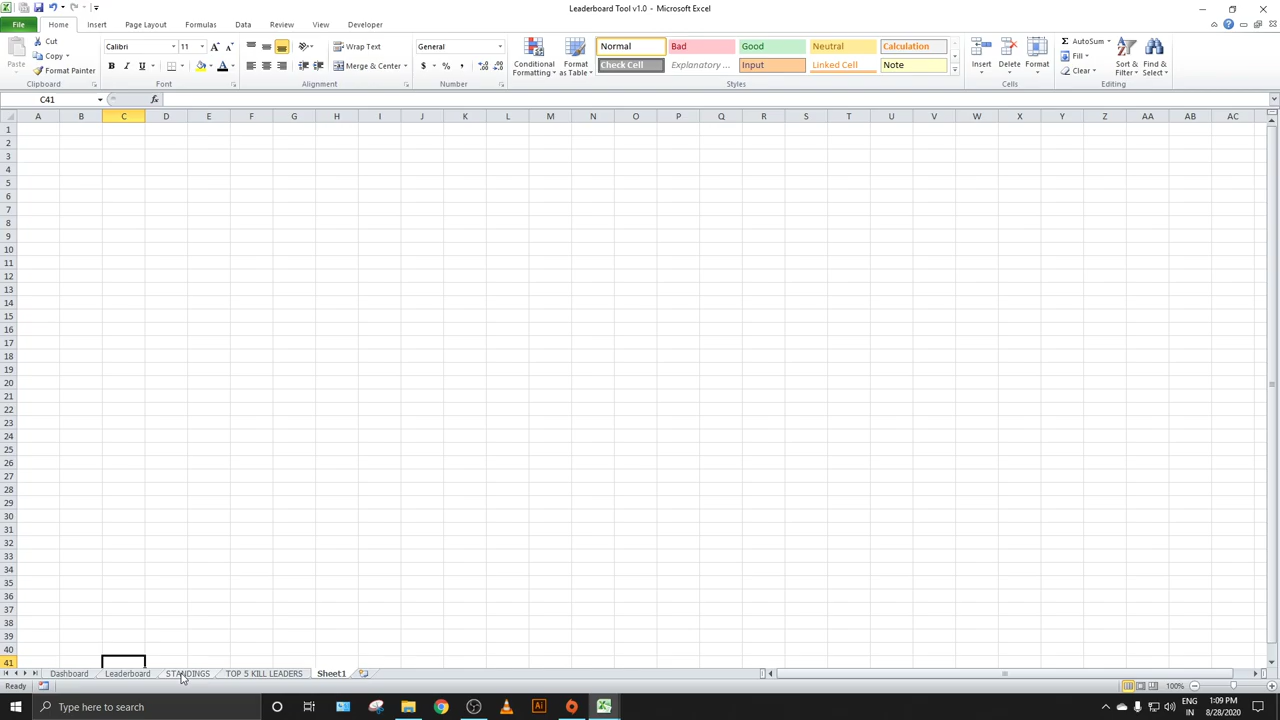 Leaderboard Tool v1.0 - Microsoft Excel
File Home Insert Page Layout Formulas Data Review View Developer
Paste
Cut
Copy
Format Painter
Clipboard
Calibri 11
B I U
Font
Wrap Text
Merge & Center
Alignment
General
$ % ,
Number
Conditional Formatting
Format as Table
Normal Bad Good Neutral Calculation
Check Cell Explanatory ... Input Linked Cell Note
Styles
Insert Delete Format
Cells
AutoSum
Fill
Clear
Sort & Filter
Find & Select
Editing
C41 fx
A B C D E F G H I J K L M N O P Q R S T U V W X Y Z AA AB AC
1
2
3
4
5
6
7
8
9
10
11
12
13
14
15
16
17
18
19
20
21
22
23
24
25
26
27
28
29
30
31
32
33
34
35
36
37
38
39
40
41
Dashboard Leaderboard STANDINGS TOP 5 KILL LEADERS Sheet1
Ready 100%
Type here to search
ENG
IN
1:09 PM
8/28/2020